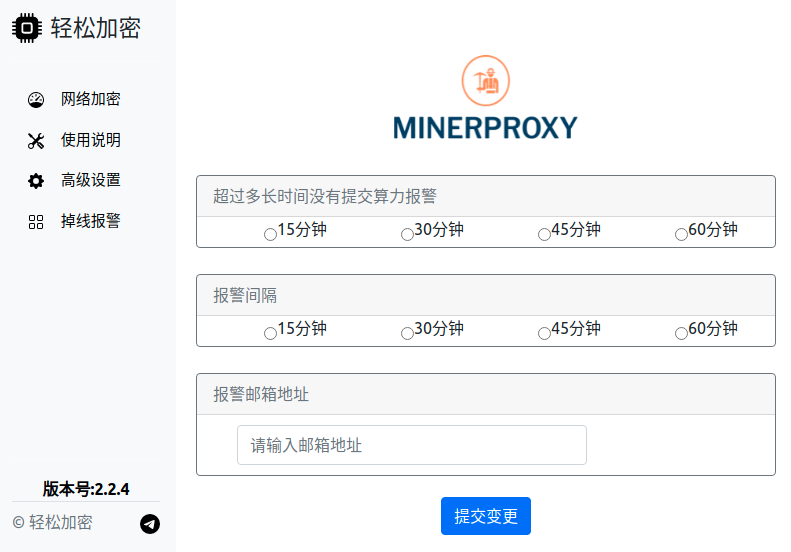 轻松加密
网络加密
使用说明
高级设置
掉线报警
版本号:2.2.4
© 轻松加密
MINERPROXY
超过多长时间没有提交算力报警
15分钟 30分钟 45分钟 60分钟
报警间隔
15分钟 30分钟 45分钟 60分钟
报警邮箱地址
请输入邮箱地址
提交变更